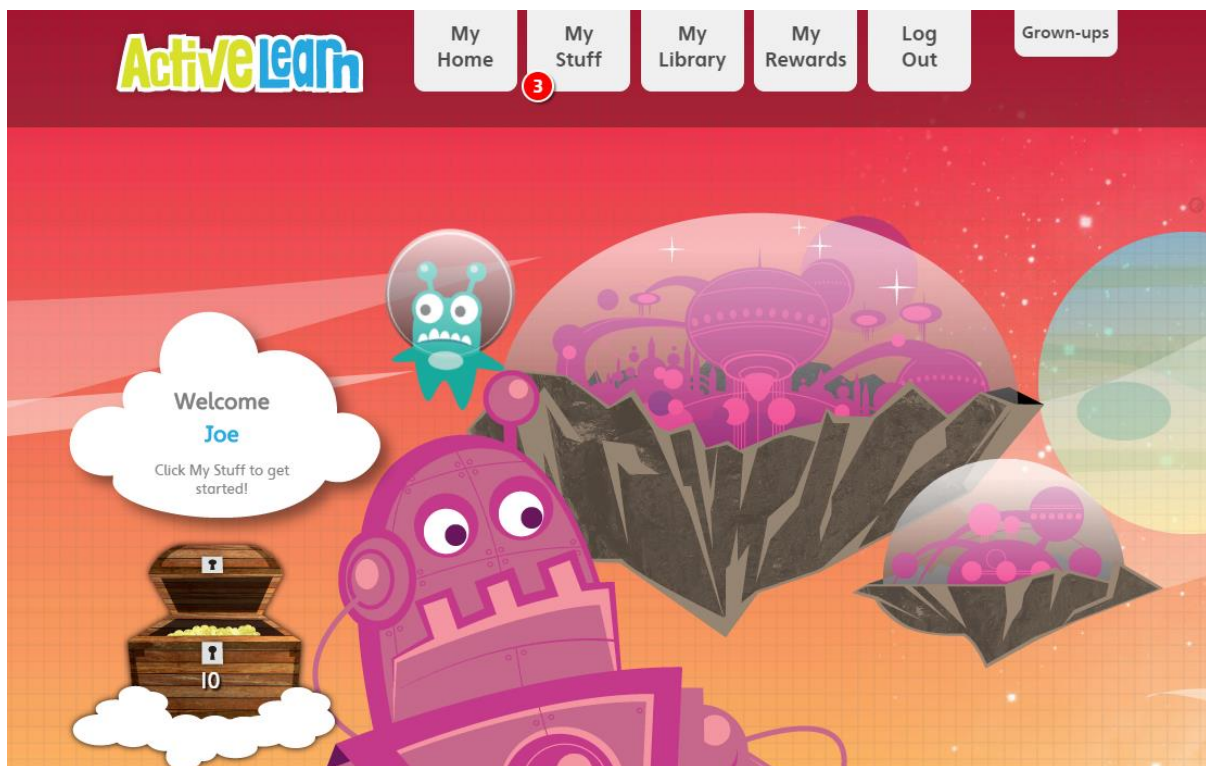 ActiveLearn
My
Home
My
Stuff
3
My
Library
My
Rewards
Log
Out
Grown-ups
Welcome
Joe
Click My Stuff to get
started!
10